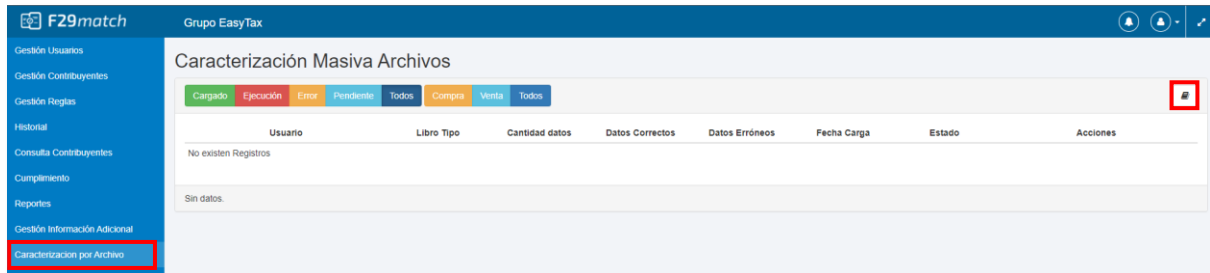 F29match
Grupo EasyTax
Gestión Usuarios
Gestión Contribuyentes
Gestión Reglas
Historial
Consulta Contribuyentes
Cumplimiento
Reportes
Gestión Información Adicional
Caracterizacion por Archivo
Caracterización Masiva Archivos
Cargado Ejecución Error Pendiente Todos Compra Venta Todos
Usuario Libro Tipo Cantidad datos Datos Correctos Datos Erróneos Fecha Carga Estado Acciones
No existen Registros
Sin datos.